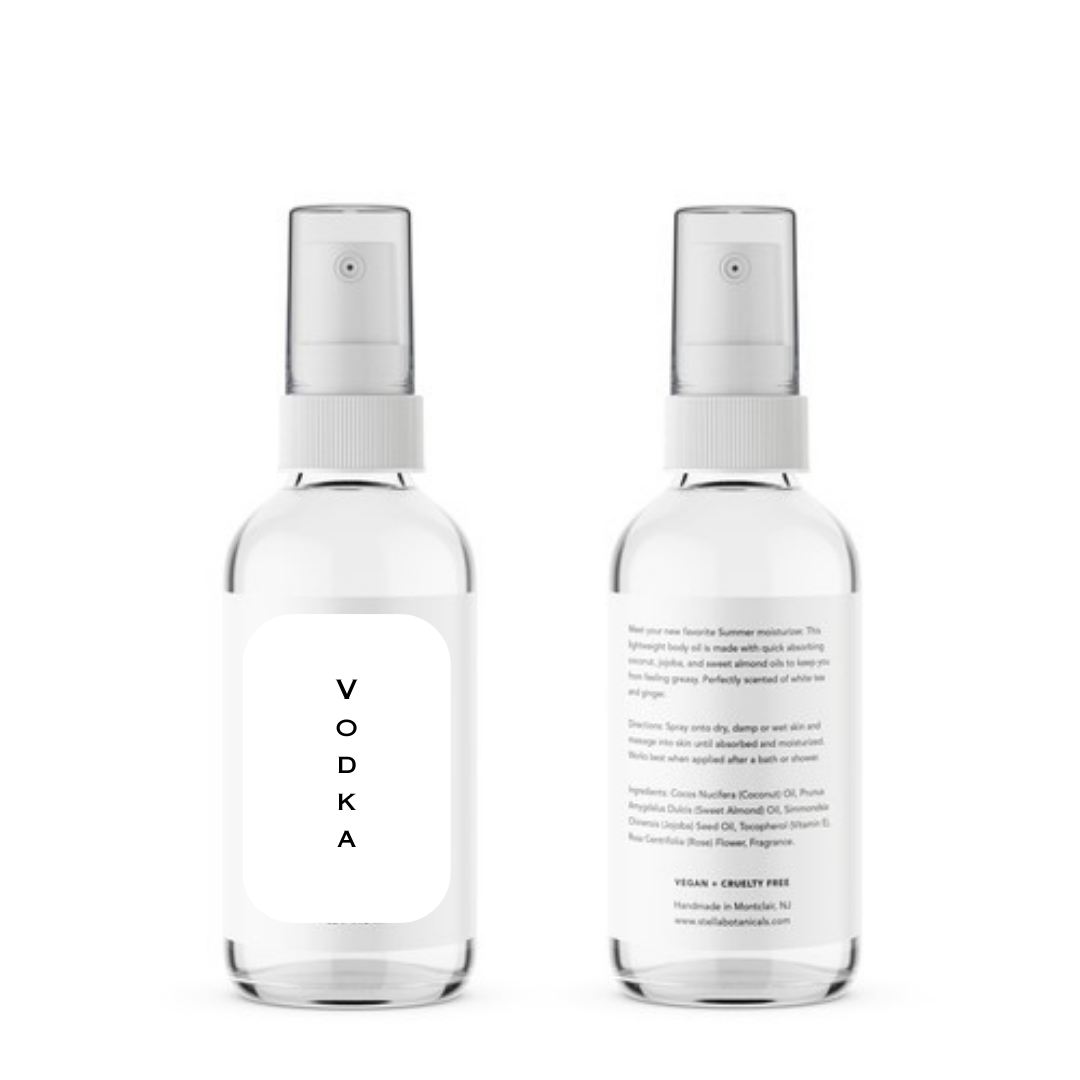 V
O
D
K
A
Meet your new favorite Summer moisturizer. This
lightweight body oil is made with quick absorbing
coconut, jojoba, and sweet almond oils to keep you
from feeling greasy. Perfectly scented of white tea
and ginger.
Directions: Spray onto dry, damp or wet skin and
massage into skin until absorbed and moisturized.
Works best when applied after a bath or shower.
Ingredients: Cocos Nucifera (Coconut) Oil, Prunus
Amygdalus Dulcis (Sweet Almond) Oil, Simmondsia
Chinensis (Jojoba) Seed Oil, Tocopherol (Vitamin E),
Rosa Centrifolia (Rose) Flower, Fragrance.
VEGAN + CRUELTY FREE
Handmade in Montclair, NJ
www.stellabotanicals.com